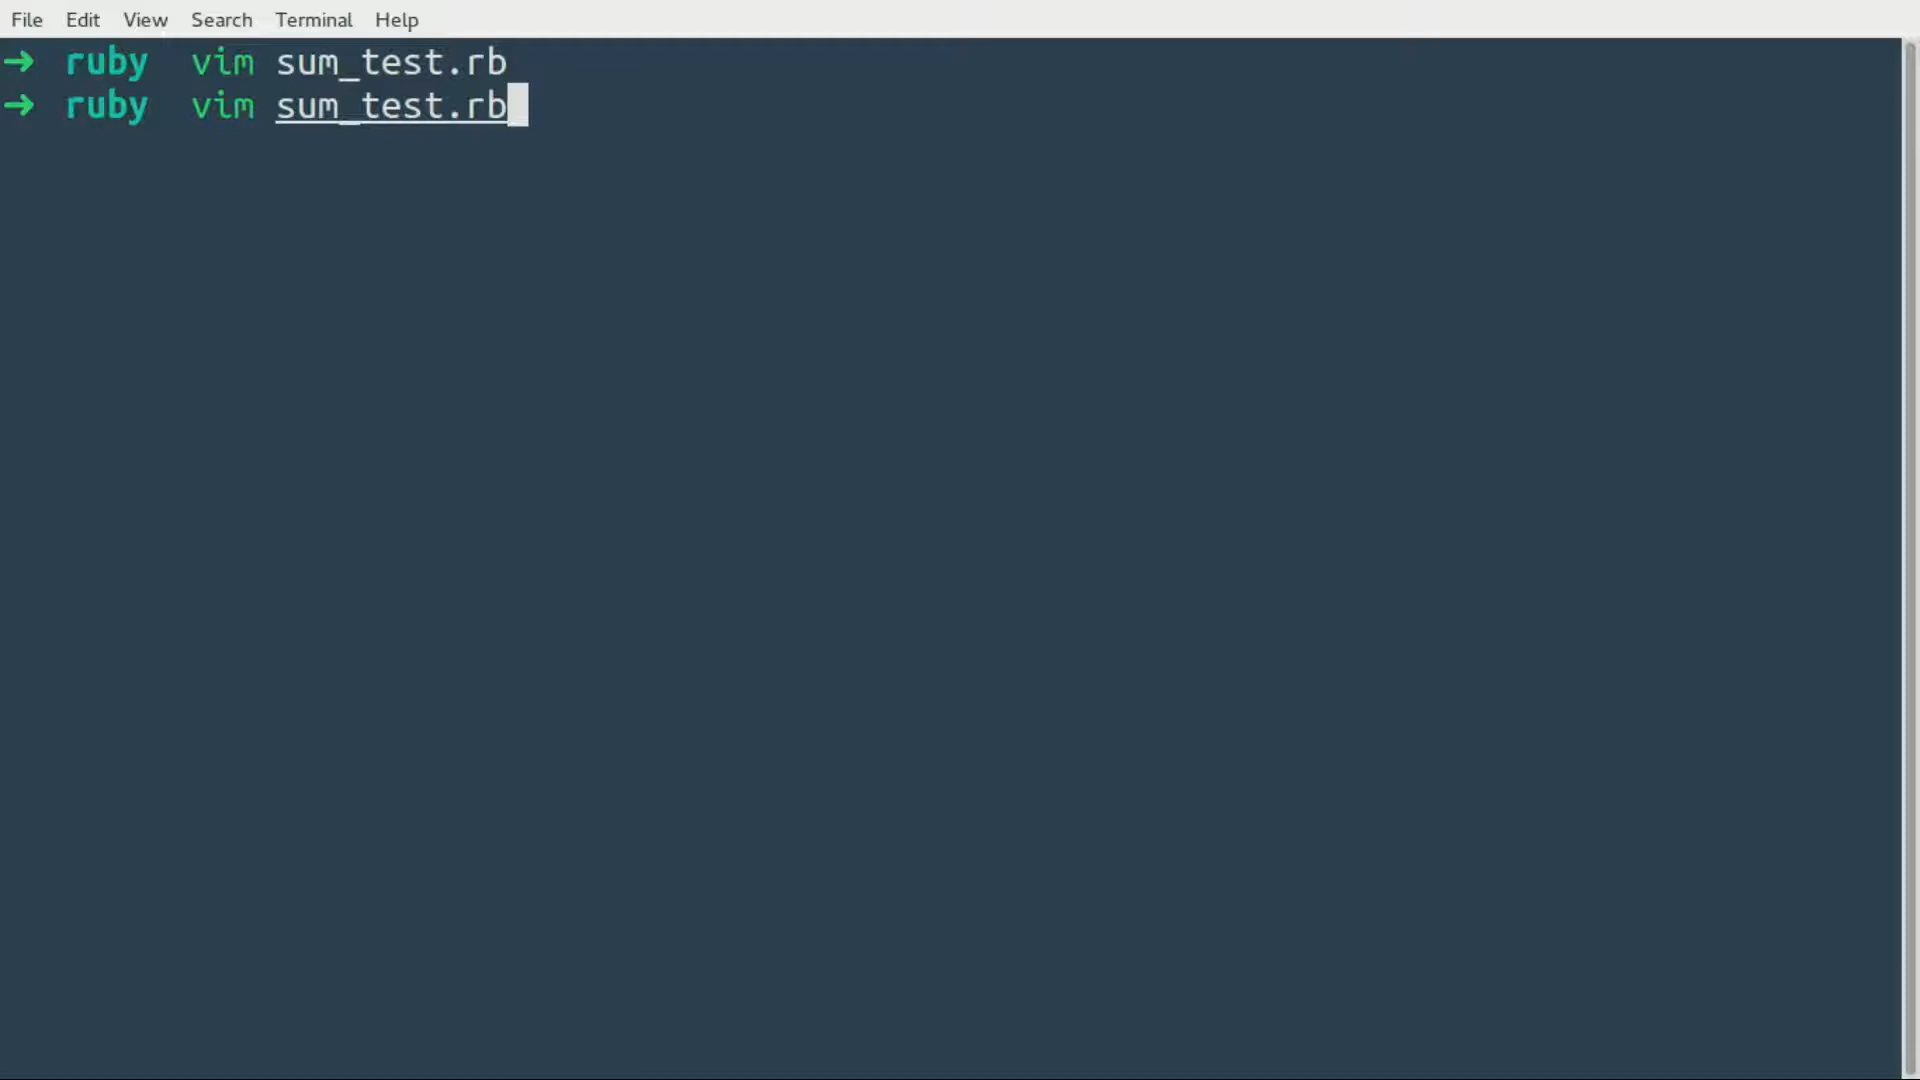 File Edit View Search Terminal Help
➜ ruby vim sum_test.rb
➜ ruby vim sum_test.rb